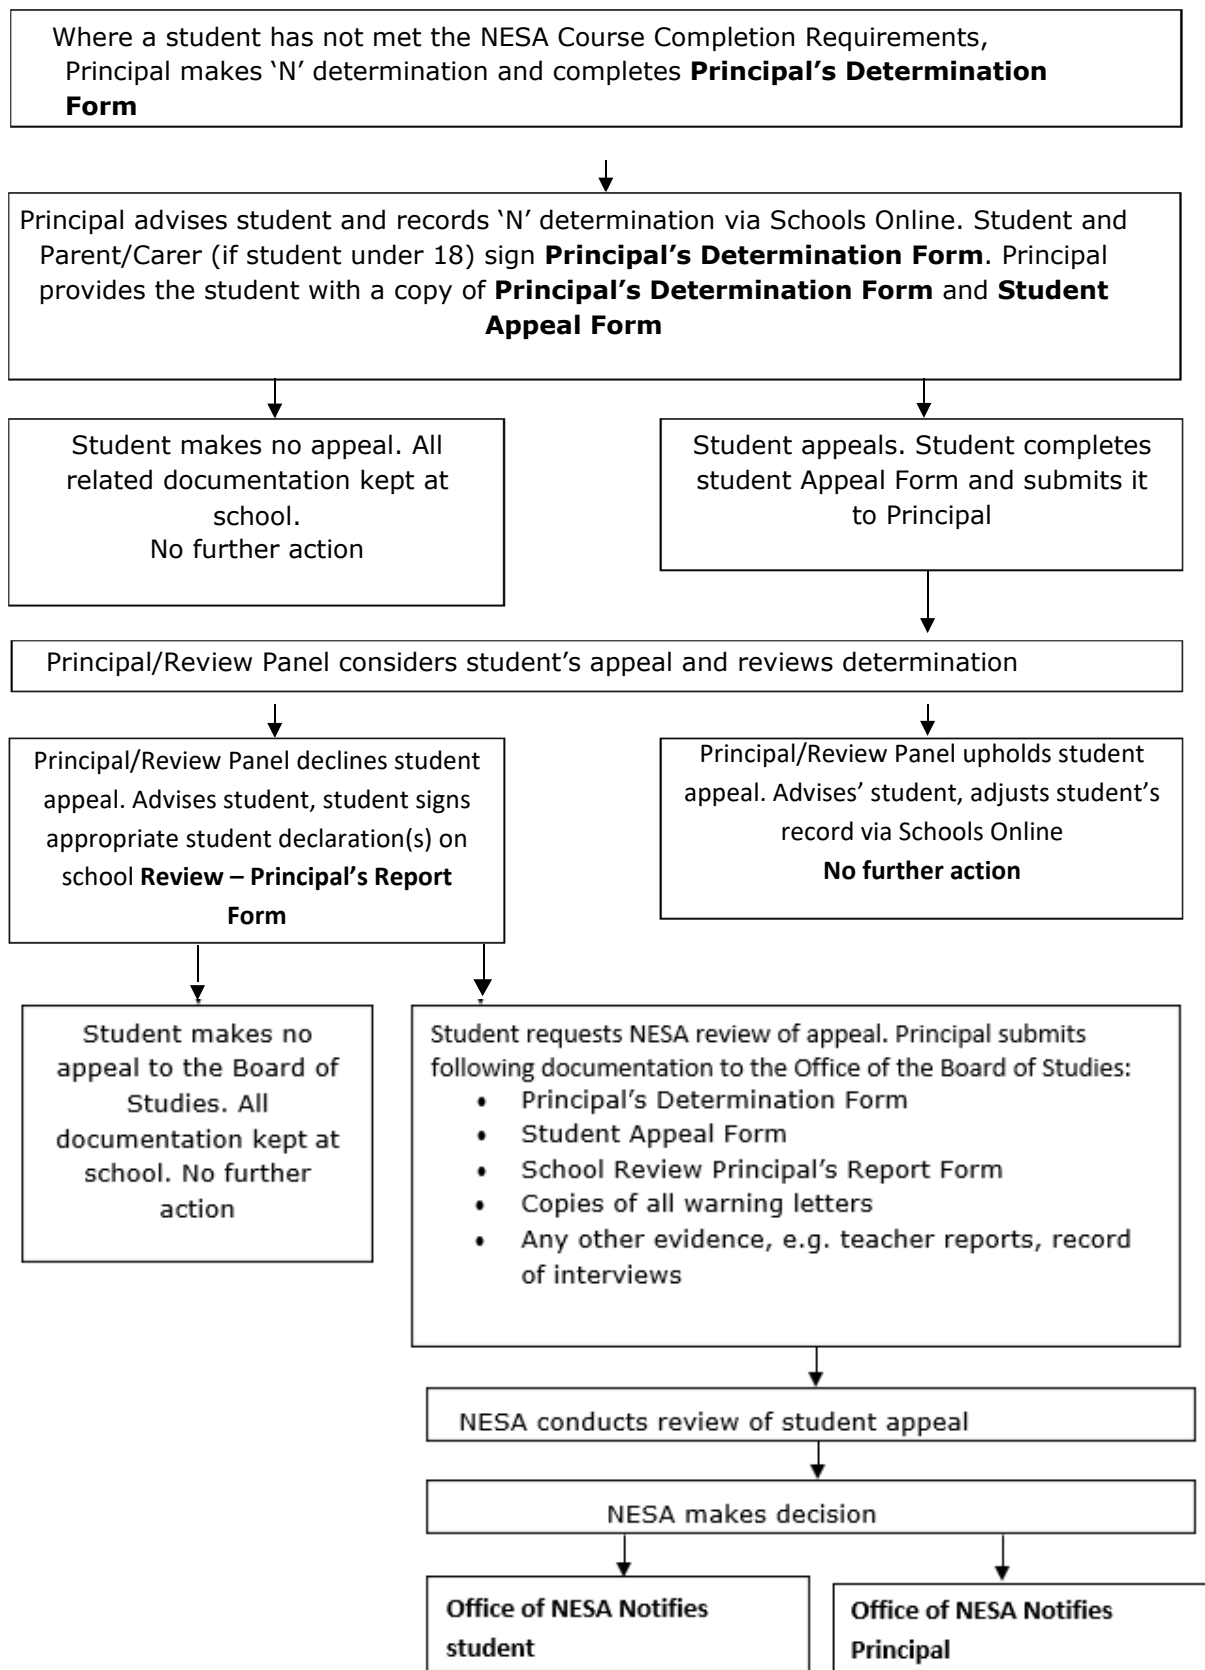 Where a student has not met the NESA Course Completion Requirements,
Principal makes ‘N’ determination and completes Principal’s Determination
Form
Principal advises student and records ‘N’ determination via Schools Online. Student and
Parent/Carer (if student under 18) sign Principal’s Determination Form. Principal
provides the student with a copy of Principal’s Determination Form and Student
Appeal Form
Student makes no appeal. All
related documentation kept at
school.
No further action
Student appeals. Student completes
student Appeal Form and submits it
to Principal
Principal/Review Panel considers student’s appeal and reviews determination
Principal/Review Panel declines student
appeal. Advises student, student signs
appropriate student declaration(s) on
school Review – Principal’s Report
Form
Principal/Review Panel upholds student
appeal. Advises’ student, adjusts student’s
record via Schools Online
No further action
Student makes no
appeal to the Board of
Studies. All
documentation kept at
school. No further
action
Student requests NESA review of appeal. Principal submits
following documentation to the Office of the Board of Studies:
• Principal’s Determination Form
• Student Appeal Form
• School Review Principal’s Report Form
• Copies of all warning letters
• Any other evidence, e.g. teacher reports, record
of interviews
NESA conducts review of student appeal
NESA makes decision
Office of NESA Notifies
student
Office of NESA Notifies
Principal